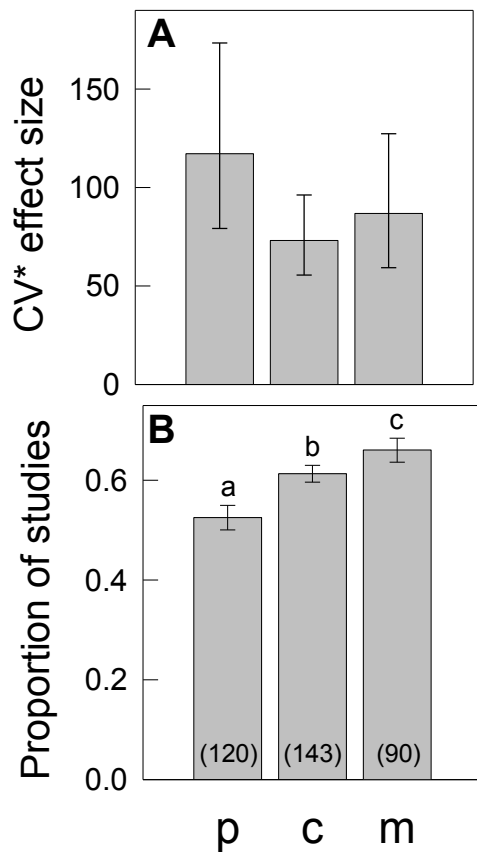 A
CV* effect size
150
100
50
0
B
Proportion of studies
0.6
0.4
0.2
0.0
a
b
c
(120)
(143)
(90)
p c m